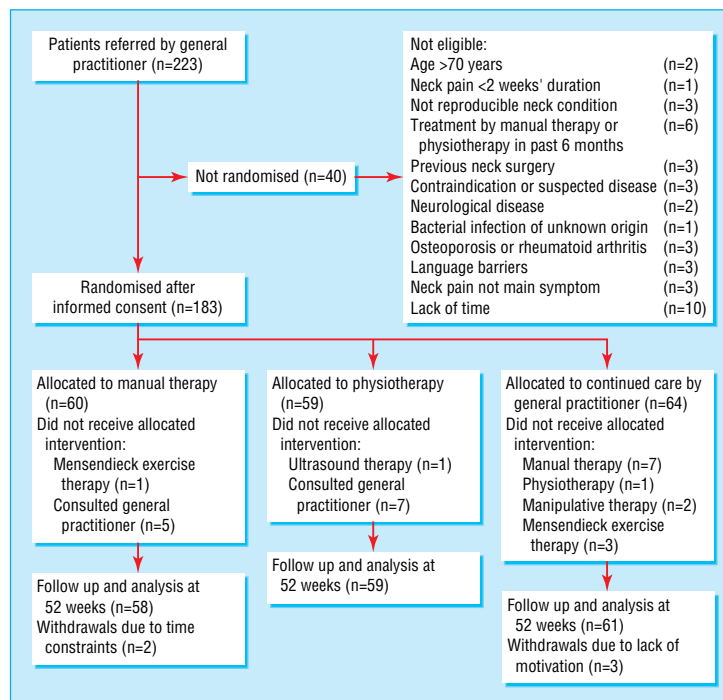 Patients referred by general
practitioner (n=223)
Not eligible:
Age >70 years (n=2)
Neck pain <2 weeks' duration (n=1)
Not reproducible neck condition (n=3)
Treatment by manual therapy or (n=6)
physiotherapy in past 6 months
Previous neck surgery (n=3)
Contraindication or suspected disease (n=3)
Neurological disease (n=2)
Bacterial infection of unknown origin (n=1)
Osteoporosis or rheumatoid arthritis (n=3)
Language barriers (n=3)
Neck pain not main symptom (n=3)
Lack of time (n=10)
Not randomised (n=40)
Randomised after
informed consent (n=183)
Allocated to manual therapy
(n=60)
Did not receive allocated
intervention:
Mensendieck exercise
therapy (n=1)
Consulted general
practitioner (n=5)
Allocated to physiotherapy
(n=59)
Did not receive allocated
intervention:
Ultrasound therapy (n=1)
Consulted general
practitioner (n=7)
Allocated to continued care by
general practitioner (n=64)
Did not receive allocated
intervention:
Manual therapy (n=7)
Physiotherapy (n=1)
Manipulative therapy (n=2)
Mensendieck exercise
therapy (n=3)
Follow up and analysis at
52 weeks (n=58)
Withdrawals due to time
constraints (n=2)
Follow up and analysis at
52 weeks (n=59)
Follow up and analysis at
52 weeks (n=61)
Withdrawals due to lack of
motivation (n=3)